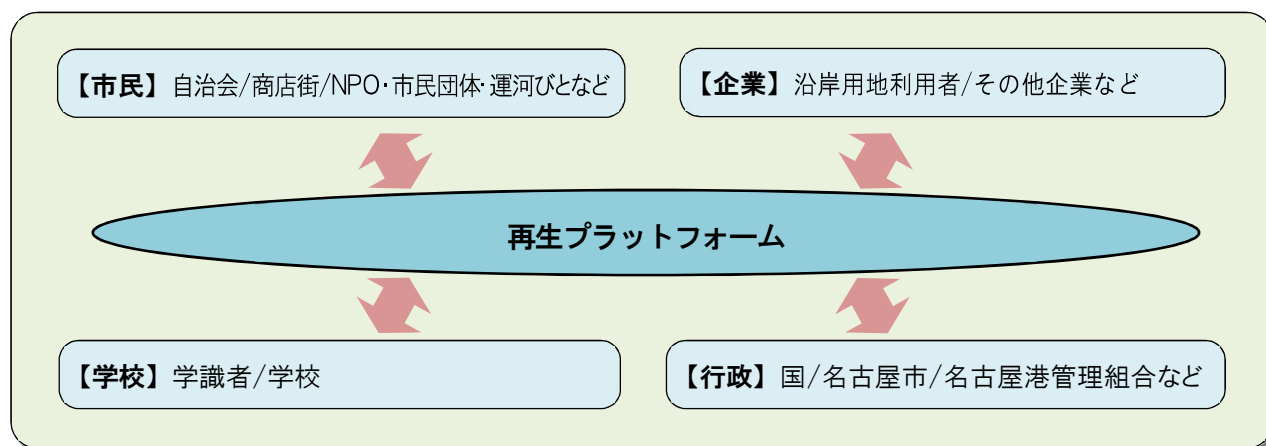 【市民】自治会/商店街/NPO・市民団体・運河びとなど
【企業】沿岸用地利用者/その他企業など
再生プラットフォーム
【学校】学識者/学校
【行政】国/名古屋市/名古屋港管理組合など